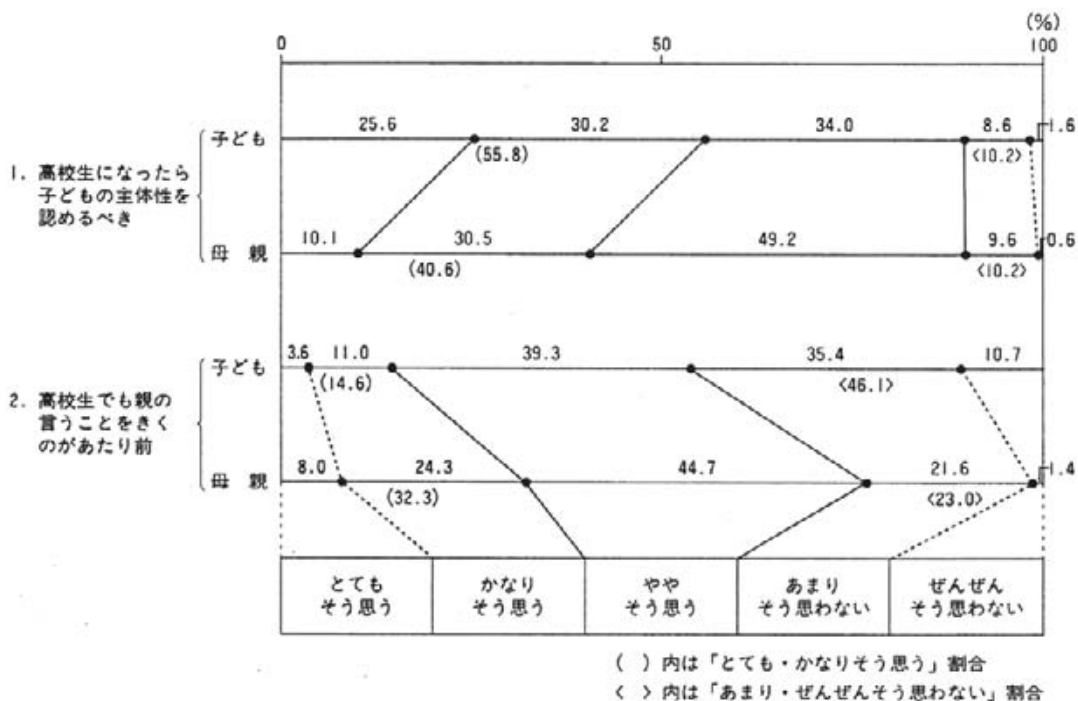 (%)
0 50 100
1. 高校生になったら
子どもの主体性を
認めるべき
子ども 25.6 30.2 34.0 8.6 1.6
(55.8) <10.2>
母親 10.1 30.5 49.2 9.6 0.6
(40.6) <10.2>
2. 高校生でも親の
言うことをきく
のがあたり前
子ども 3.6 11.0 39.3 35.4 10.7
(14.6) <46.1>
母親 8.0 24.3 44.7 21.6 1.4
(32.3) <23.0>
とても
そう思う
かなり
そう思う
やや
そう思う
あまり
そう思わない
ぜんぜん
そう思わない
( )内は「とても・かなりそう思う」割合
< >内は「あまり・ぜんぜんそう思わない」割合